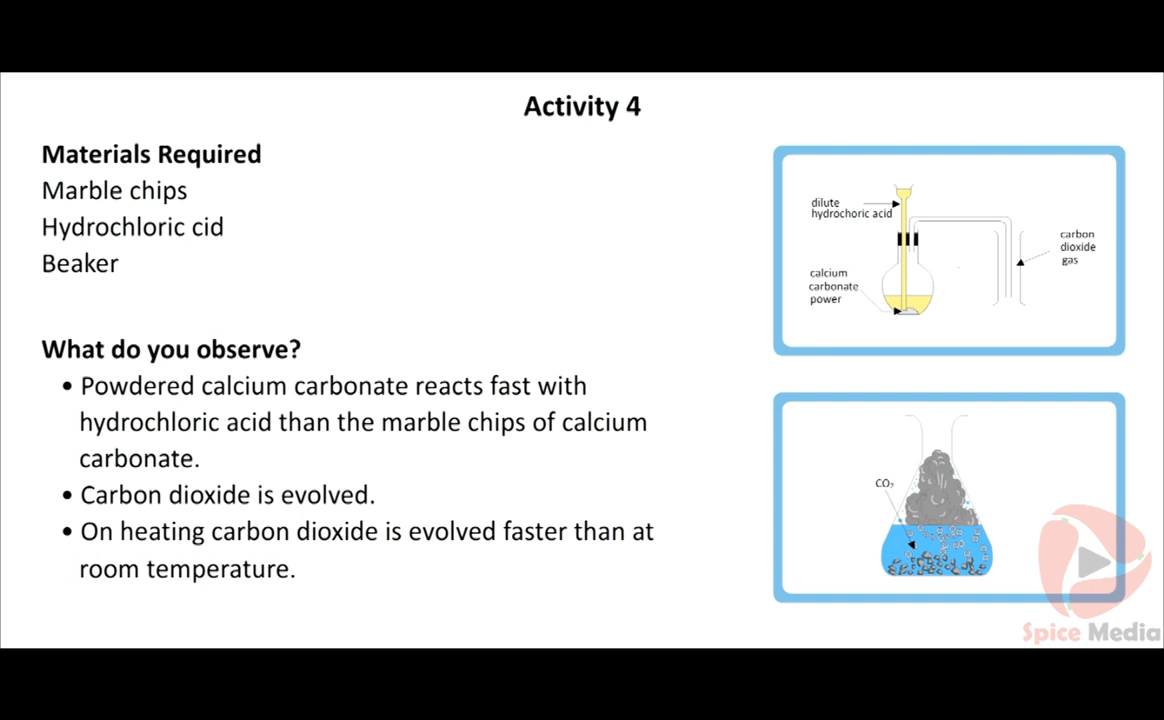 Activity 4
Materials Required
Marble chips
Hydrochloric cid
Beaker
What do you observe?
• Powdered calcium carbonate reacts fast with
hydrochloric acid than the marble chips of calcium
carbonate.
• Carbon dioxide is evolved.
• On heating carbon dioxide is evolved faster than at
room temperature.
dilute
hydrochoric acid
carbon
dioxide
gas
calcium
carbonate
power
CO₂
Spice Media